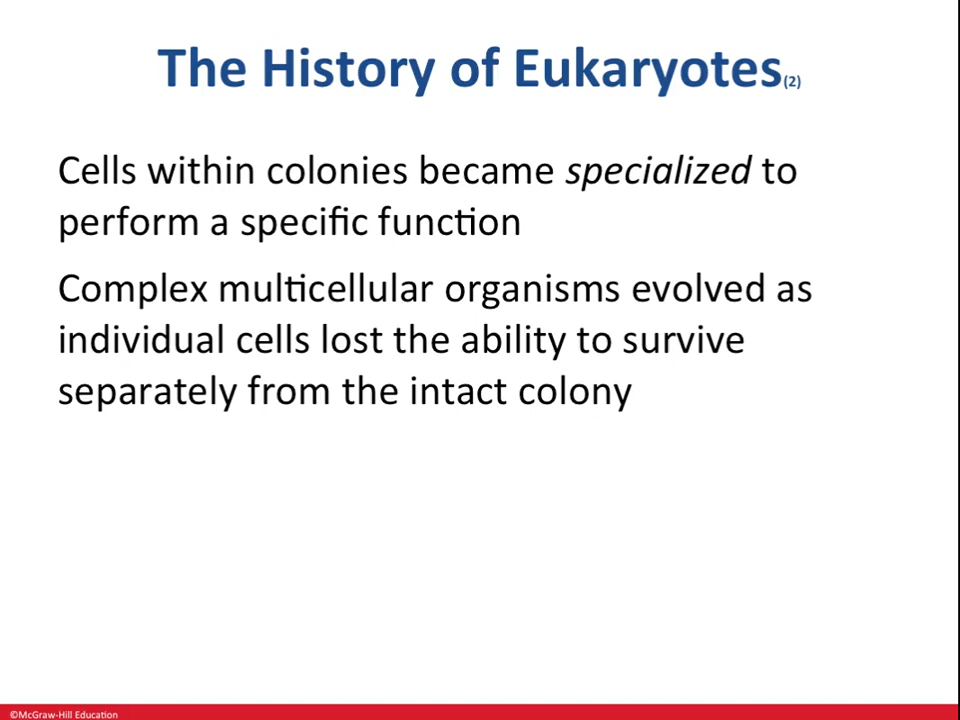 The History of Eukaryotes(2)
Cells within colonies became specialized to
perform a specific function
Complex multicellular organisms evolved as
individual cells lost the ability to survive
separately from the intact colony
©McGraw-Hill Education